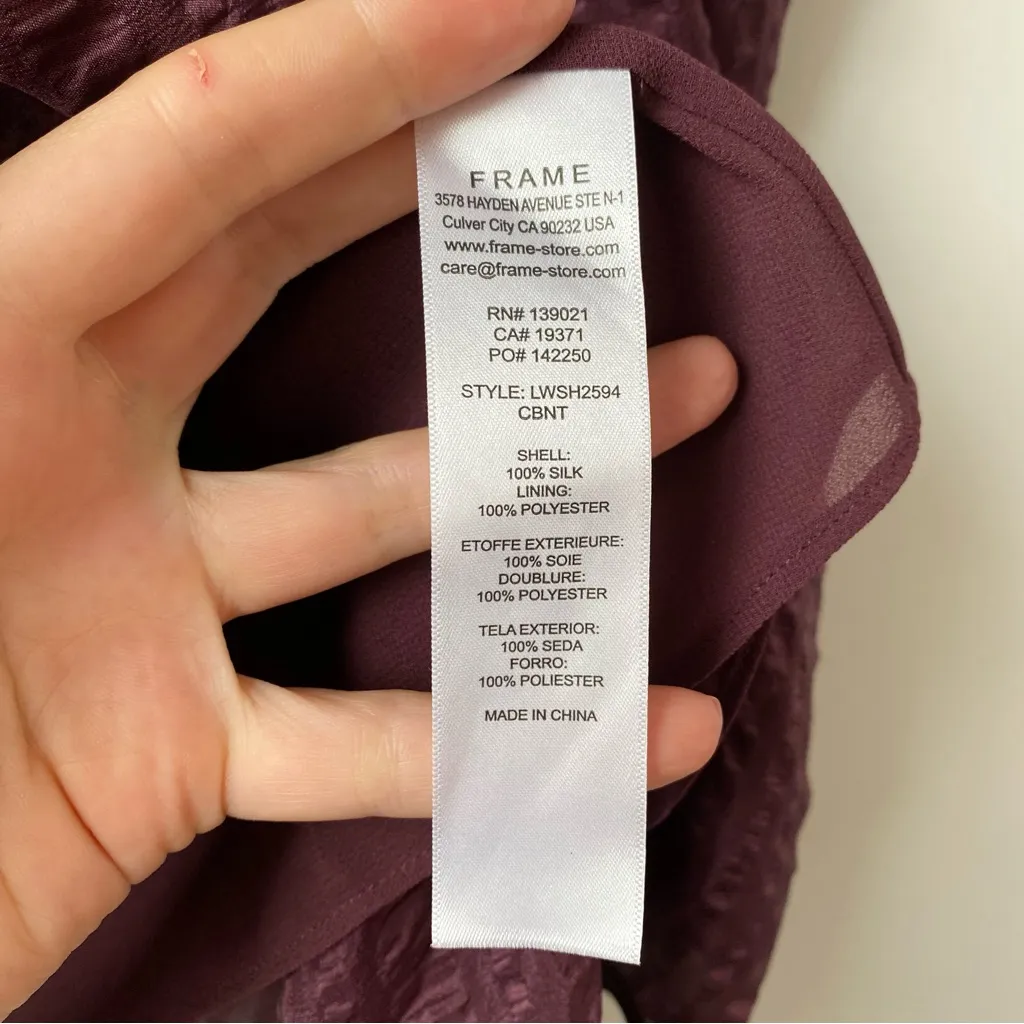 FRAME
3578 HAYDEN AVENUE STE N-1
Culver City CA 90232 USA
www.frame-store.com
care@frame-store.com
RN# 139021
CA# 19371
PO# 142250
STYLE: LWSH2594
CBNT
SHELL:
100% SILK
LINING:
100% POLYESTER
ETOFFE EXTERIEURE:
100% SOIE
DOUBLURE:
100% POLYESTER
TELA EXTERIOR:
100% SEDA
FORRO:
100% POLIESTER
MADE IN CHINA